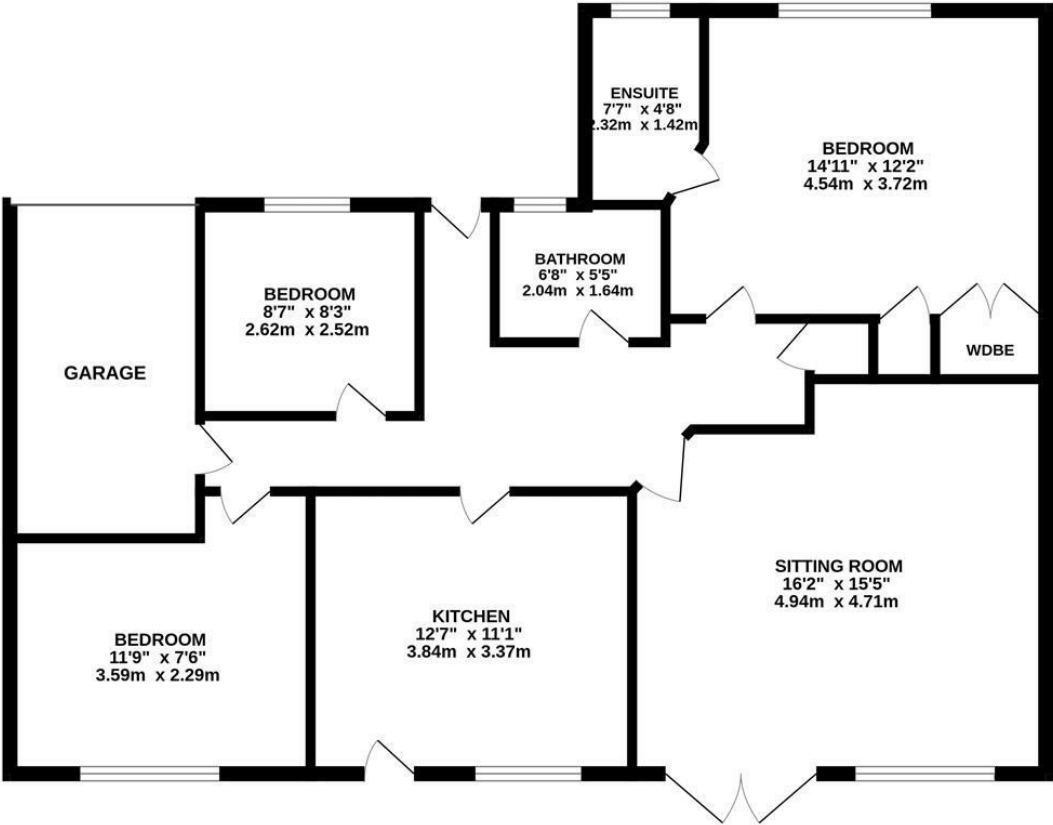 ENSUITE
7'7" x 4'8"
2.32m x 1.42m
BEDROOM
14'11" x 12'2"
4.54m x 3.72m
BATHROOM
6'8" x 5'5"
2.04m x 1.64m
BEDROOM
8'7" x 8'3"
2.62m x 2.52m
GARAGE
WDBE
SITTING ROOM
16'2" x 15'5"
4.94m x 4.71m
KITCHEN
12'7" x 11'1"
3.84m x 3.37m
BEDROOM
11'9" x 7'6"
3.59m x 2.29m